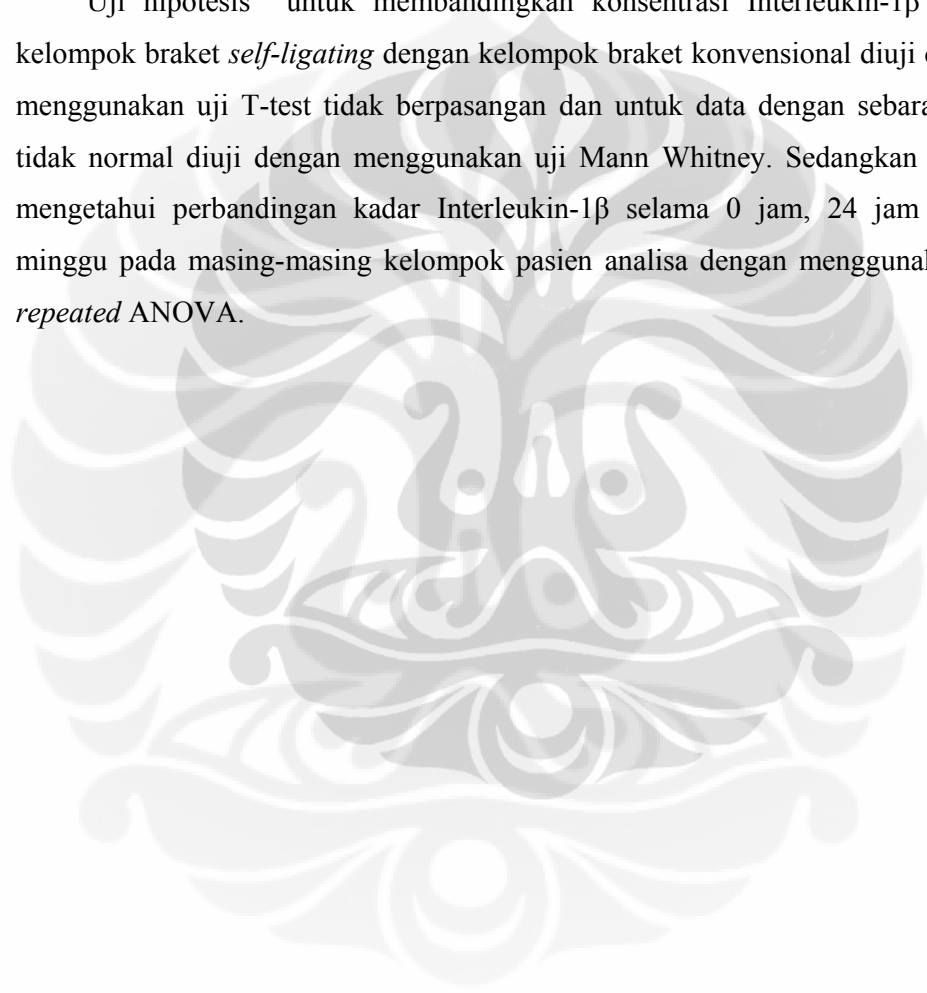 Uji hipotesis untuk membandingkan konsentrasi Interleukin-1β
kelompok braket self-ligating dengan kelompok braket konvensional diuji
menggunakan uji T-test tidak berpasangan dan untuk data dengan
tidak normal diuji dengan menggunakan uji Mann Whitney. Sedangkan
mengetahui perbandingan kadar Interleukin-1β selama 0 jam, 24 jam
minggu pada masing-masing kelompok pasien analisa dengan
repeated ANOVA.